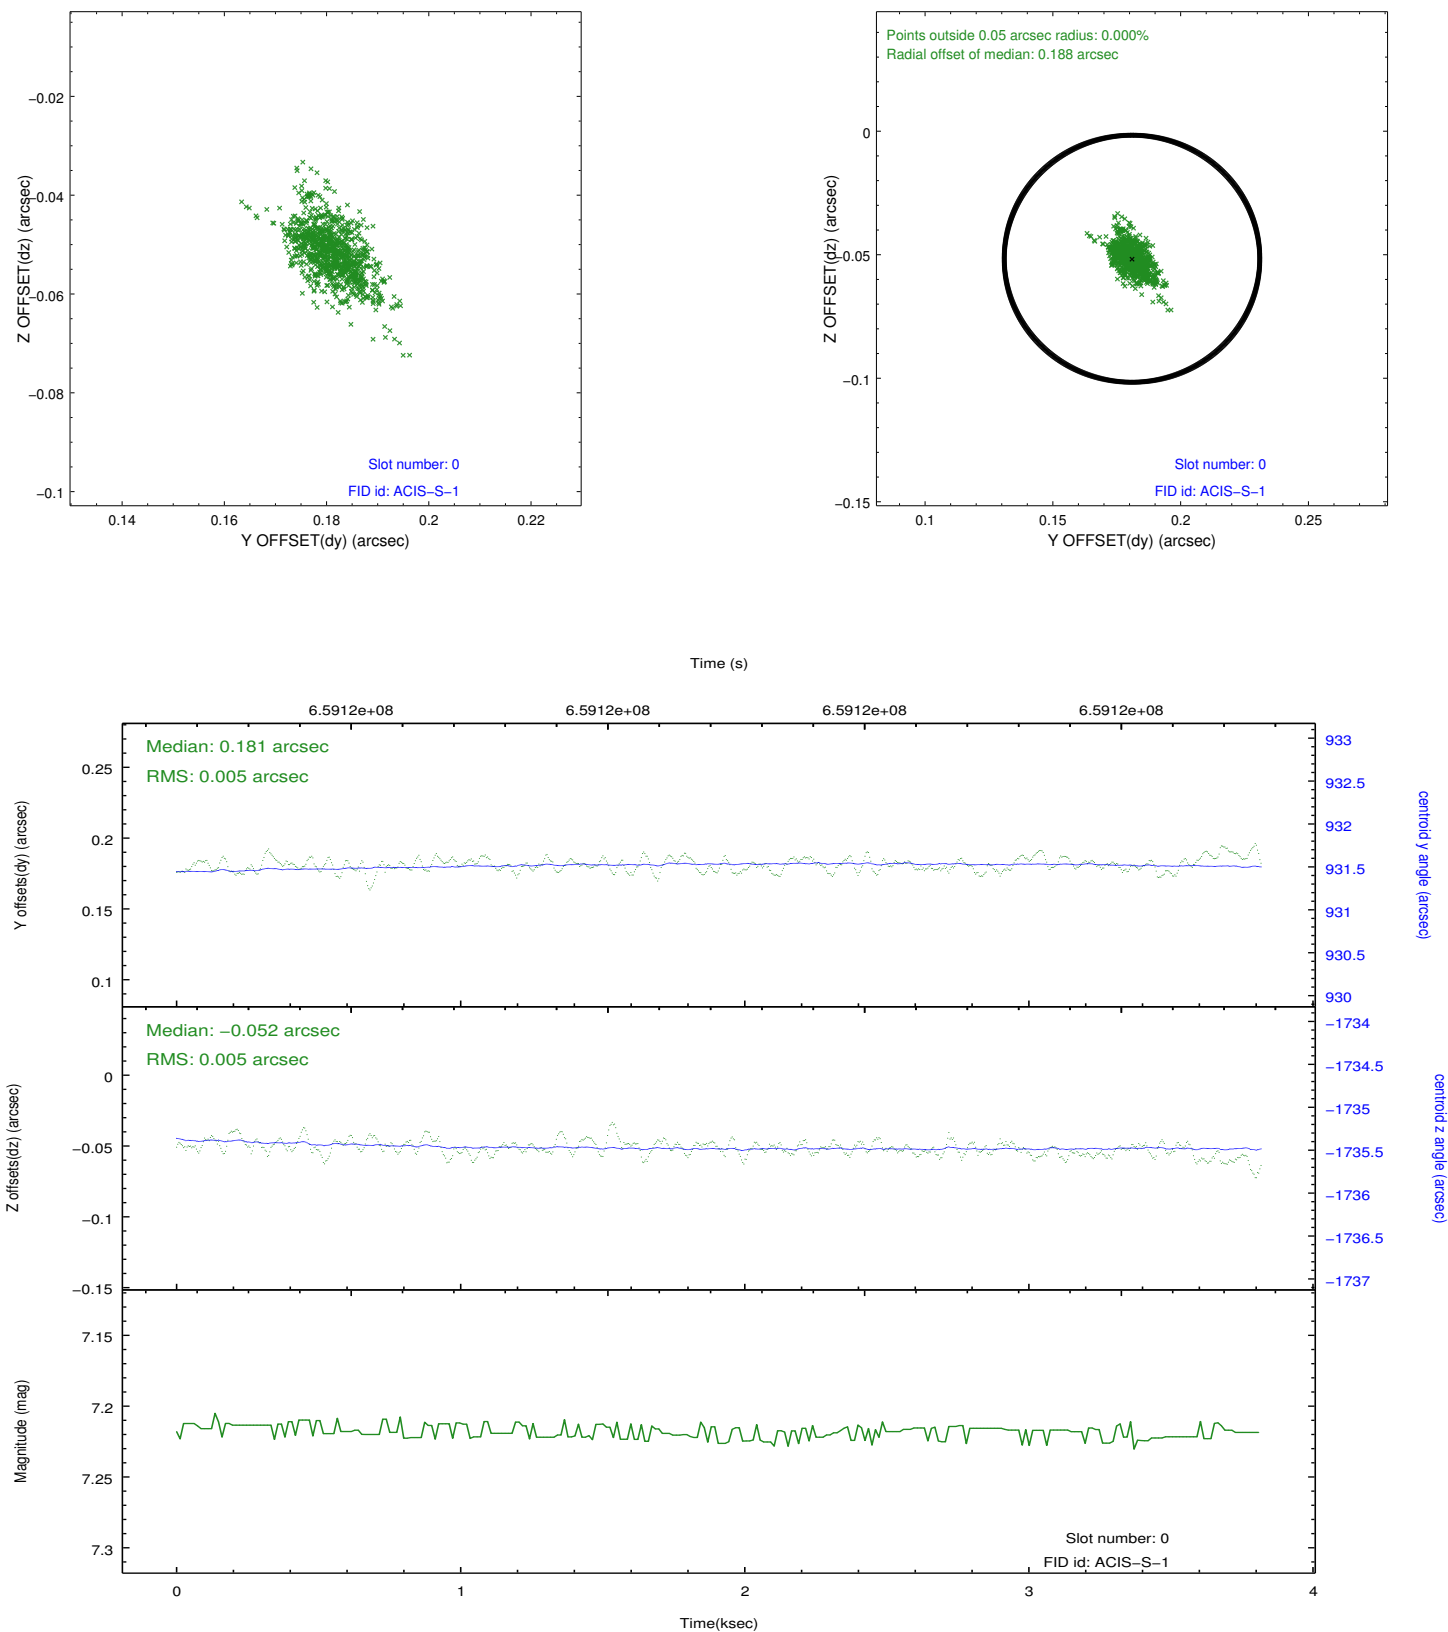 −0.02
−0.04
−0.06
−0.08
−0.1
Z OFFSET(dz) (arcsec)
Slot number: 0
FID id: ACIS−S−1
0.14 0.16 0.18 0.2 0.22
Y OFFSET(dy) (arcsec)
Points outside 0.05 arcsec radius: 0.000%
Radial offset of median: 0.188 arcsec
0
−0.05
−0.1
−0.15
Z OFFSET(dz) (arcsec)
Slot number: 0
FID id: ACIS−S−1
0.1 0.15 0.2 0.25
Y OFFSET(dy) (arcsec)
Time (s)
6.5912e+08 6.5912e+08 6.5912e+08 6.5912e+08
Median: 0.181 arcsec
RMS: 0.005 arcsec
0.25
0.2
0.15
0.1
Y offsets(dy) (arcsec)
933
932.5
932
931.5
931
930.5
930
centroid y angle (arcsec)
Median: −0.052 arcsec
RMS: 0.005 arcsec
0
−0.05
−0.1
−0.15
Z offsets(dz) (arcsec)
−1734
−1734.5
−1735
−1735.5
−1736
−1736.5
−1737
centroid z angle (arcsec)
7.15
7.2
7.25
7.3
Magnitude (mag)
Slot number: 0
FID id: ACIS−S−1
0 1 2 3 4
Time(ksec)